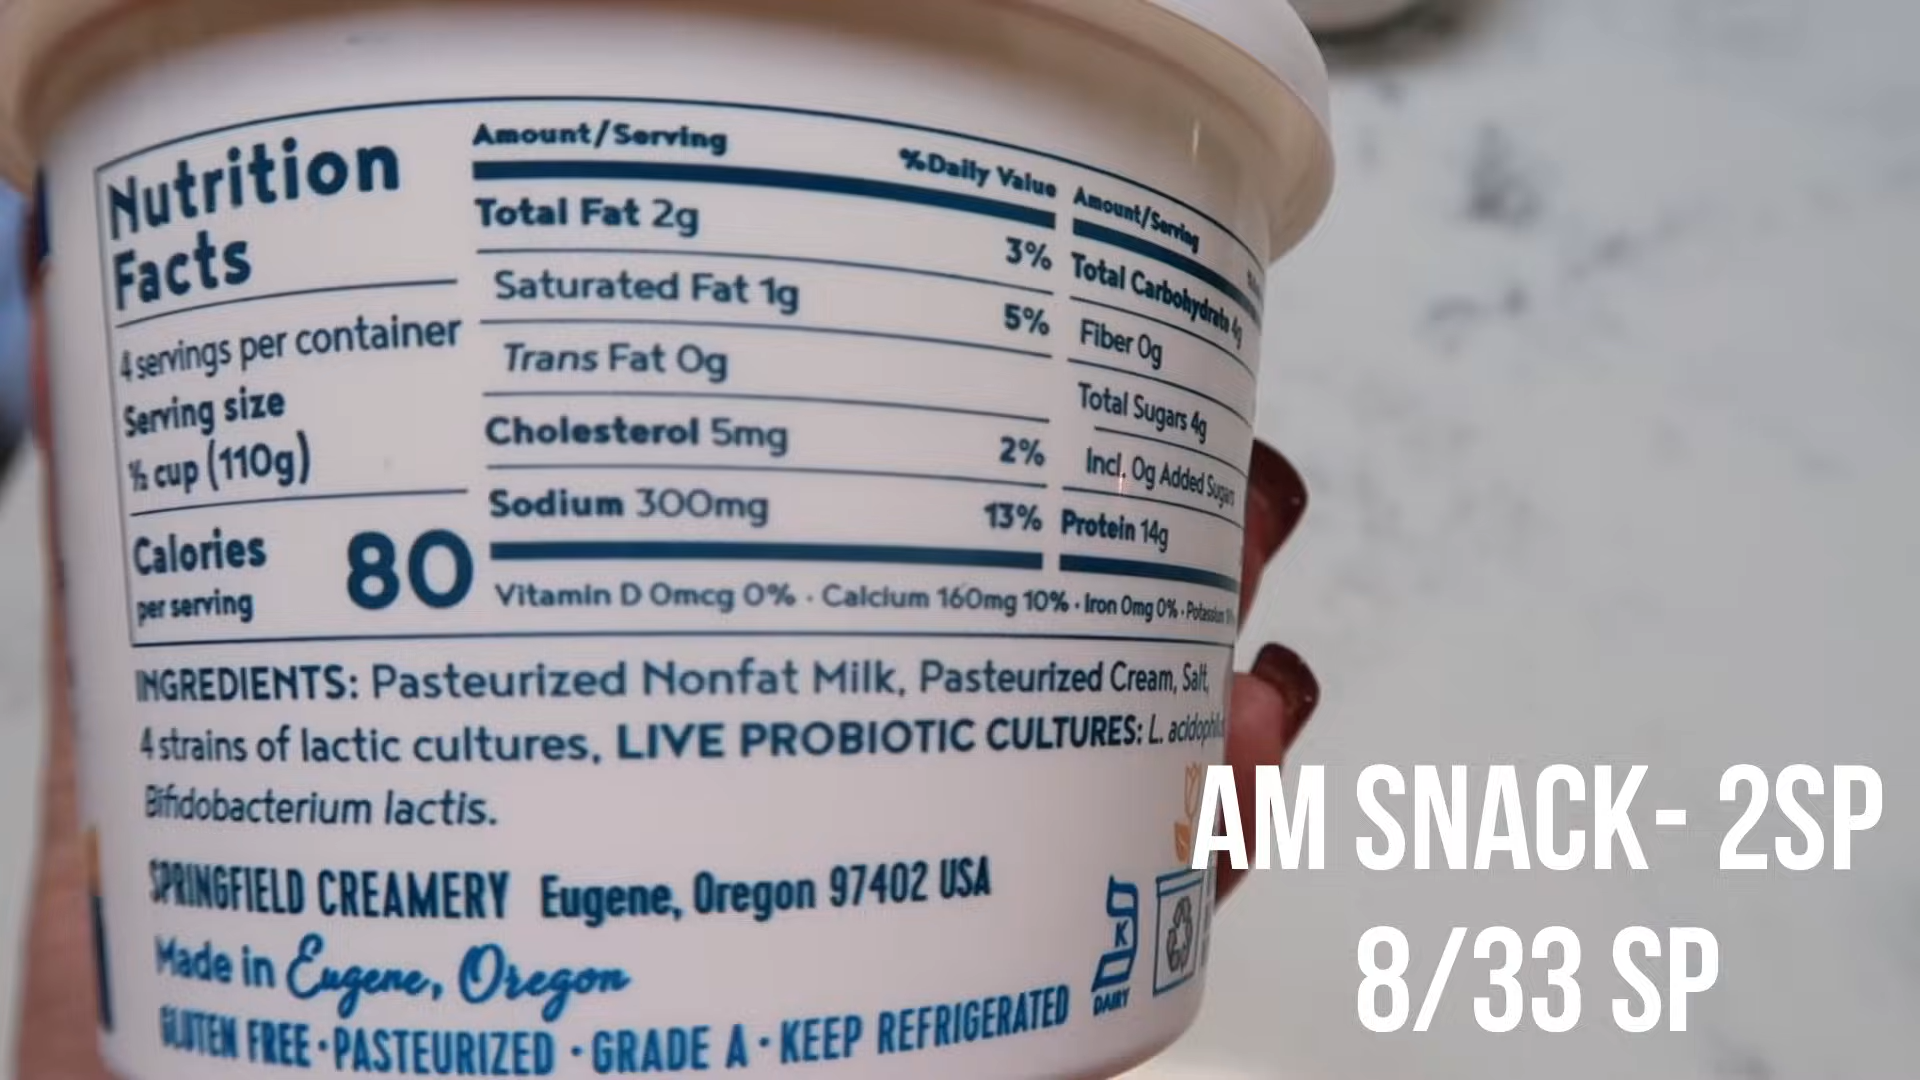 Nutrition
Facts
4 servings per container
Serving size
½ cup (110g)
Calories
per serving
80
Amount/Serving
%Daily Value
Total Fat 2g
3%
Saturated Fat 1g
5%
Trans Fat 0g
Cholesterol 5mg
2%
Sodium 300mg
13%
Amount/Serving
Total Carbohydrate 4g
Fiber 0g
Total Sugars 4g
Incl. 0g Added Sugars
Protein 14g
Vitamin D 0mcg 0% · Calcium 160mg 10% · Iron 0mg 0% · Potassium
INGREDIENTS: Pasteurized Nonfat Milk, Pasteurized Cream, Salt,
4 strains of lactic cultures, LIVE PROBIOTIC CULTURES: L.
Bifidobacterium lactis.
SPRINGFIELD CREAMERY Eugene, Oregon 97402 USA
Made in Eugene, Oregon
GLUTEN FREE · PASTEURIZED · GRADE A · KEEP REFRIGERATED
K
DAIRY
AM SNACK- 2SP
8/33 SP